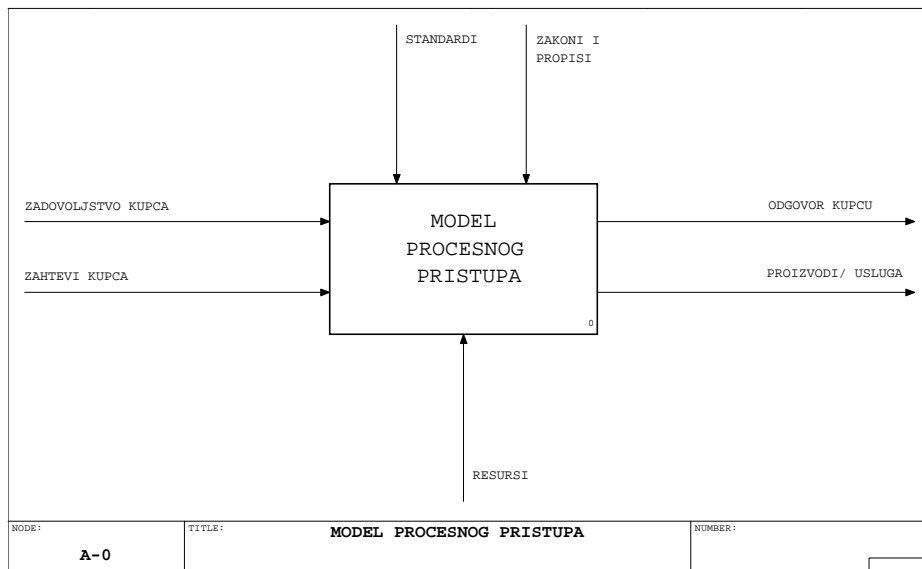 STANDARDI
ZAKONI I
PROPISI
ZADOVOLJSTVO KUPCA
ZAHTEVI KUPCA
MODEL
PROCESNOG
PRISTUPA
0
ODGOVOR KUPCU
PROIZVODI/ USLUGA
RESURSI
NODE:
A-0
TITLE:
MODEL PROCESNOG PRISTUPA
NUMBER: